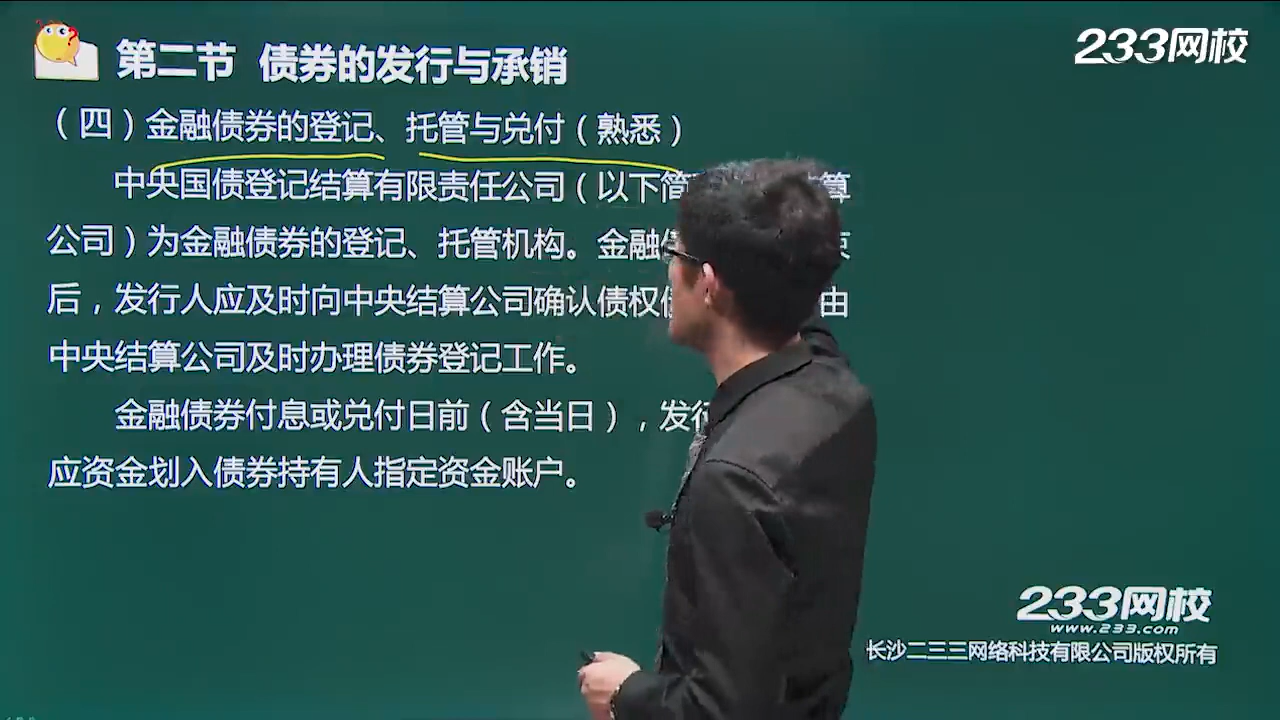 233网校
第二节 债券的发行与承销
（四）金融债券的登记、托管与兑付（熟悉）
中央国债登记结算有限责任公司（以下简 算
公司）为金融债券的登记、托管机构。金融 束
后，发行人应及时向中央结算公司确认债权 由
中央结算公司及时办理债券登记工作。
金融债券付息或兑付日前（含当日），发行
应资金划入债券持有人指定资金账户。
233网校
www.233.com
长沙二三三网络科技有限公司版权所有